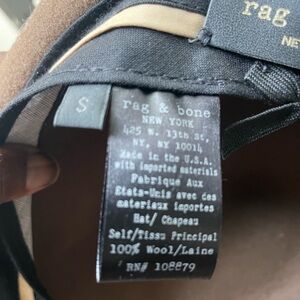 rag
NE
S
rag & bone
NEW YORK
425 W. 13th St,
NY, NY 10014
Made in the U.S.A.
with imported materials
Fabrique Aux
Etats-Unis avec des
materiaux importes
Hat/ Chapeau
Self/Tissu Principal
100% Wool/Laine
RN# 108879